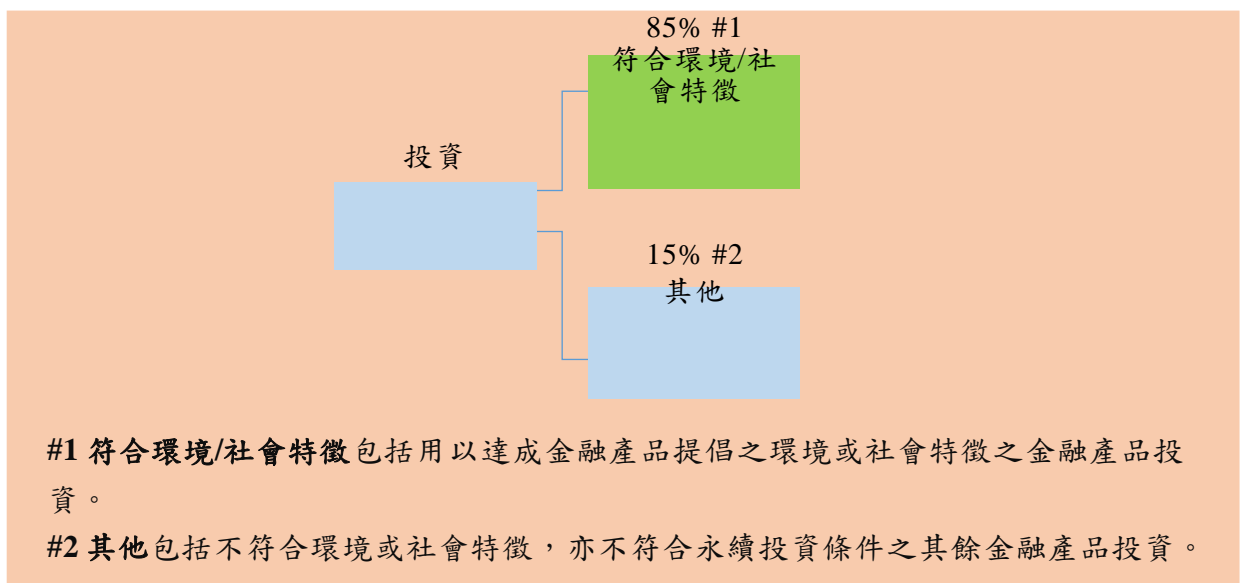 85% #1
符合環境/社
會特徵
投資
15% #2
其他
#1 符合環境/社會特徵包括用以達成金融產品提倡之環境或社會特徵之金融產品投
資。
#2 其他包括不符合環境或社會特徵，亦不符合永續投資條件之其餘金融產品投資。